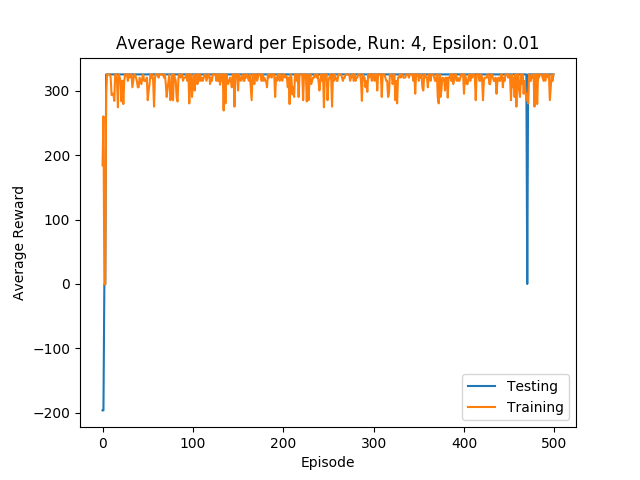 Average Reward per Episode, Run: 4, Epsilon: 0.01
Average Reward
300
200
100
0
−100
−200
0 100 200 300 400 500
Episode
Testing
Training